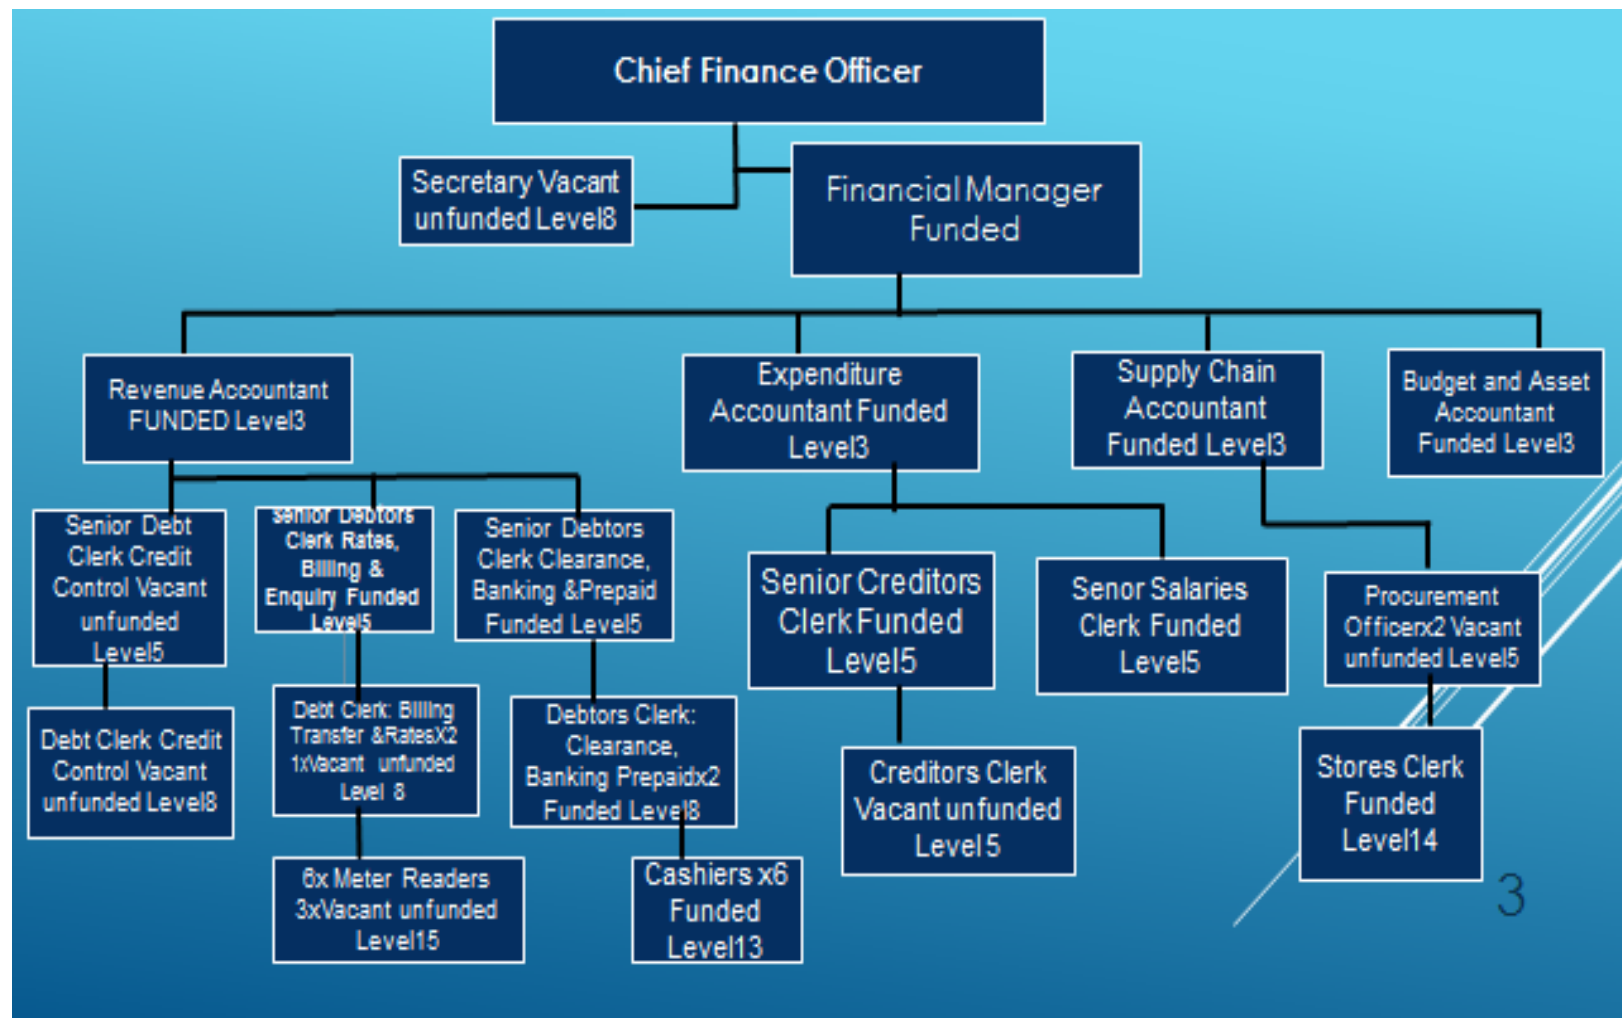 Chief Finance Officer
Secretary Vacant
unfunded Level8
Financial Manager
Funded
Revenue Accountant
FUNDED Level3
Expenditure
Accountant Funded
Level3
Supply Chain
Accountant
Funded Level3
Budget and Asset
Accountant
Funded Level3
Senior Debt
Clerk Credit
Control Vacant
unfunded
Level5
Senior Debtors
Clerk Rates,
Billing &
Enquiry Funded
Level5
Senior Debtors
Clerk Clearance,
Banking &Prepaid
Funded Level5
Senior Creditors
Clerk Funded
Level5
Senor Salaries
Clerk Funded
Level5
Procurement
Officerx2 Vacant
unfunded Level5
Debt Clerk Credit
Control Vacant
unfunded Level8
Debt Clerk: Billing
Transfer &RatesX2
1xVacant unfunded
Level 8
Debtors Clerk:
Clearance,
Banking Prepaidx2
Funded Level8
Creditors Clerk
Vacant unfunded
Level 5
Stores Clerk
Funded
Level14
6x Meter Readers
3xVacant unfunded
Level15
Cashiers x6
Funded
Level13
3